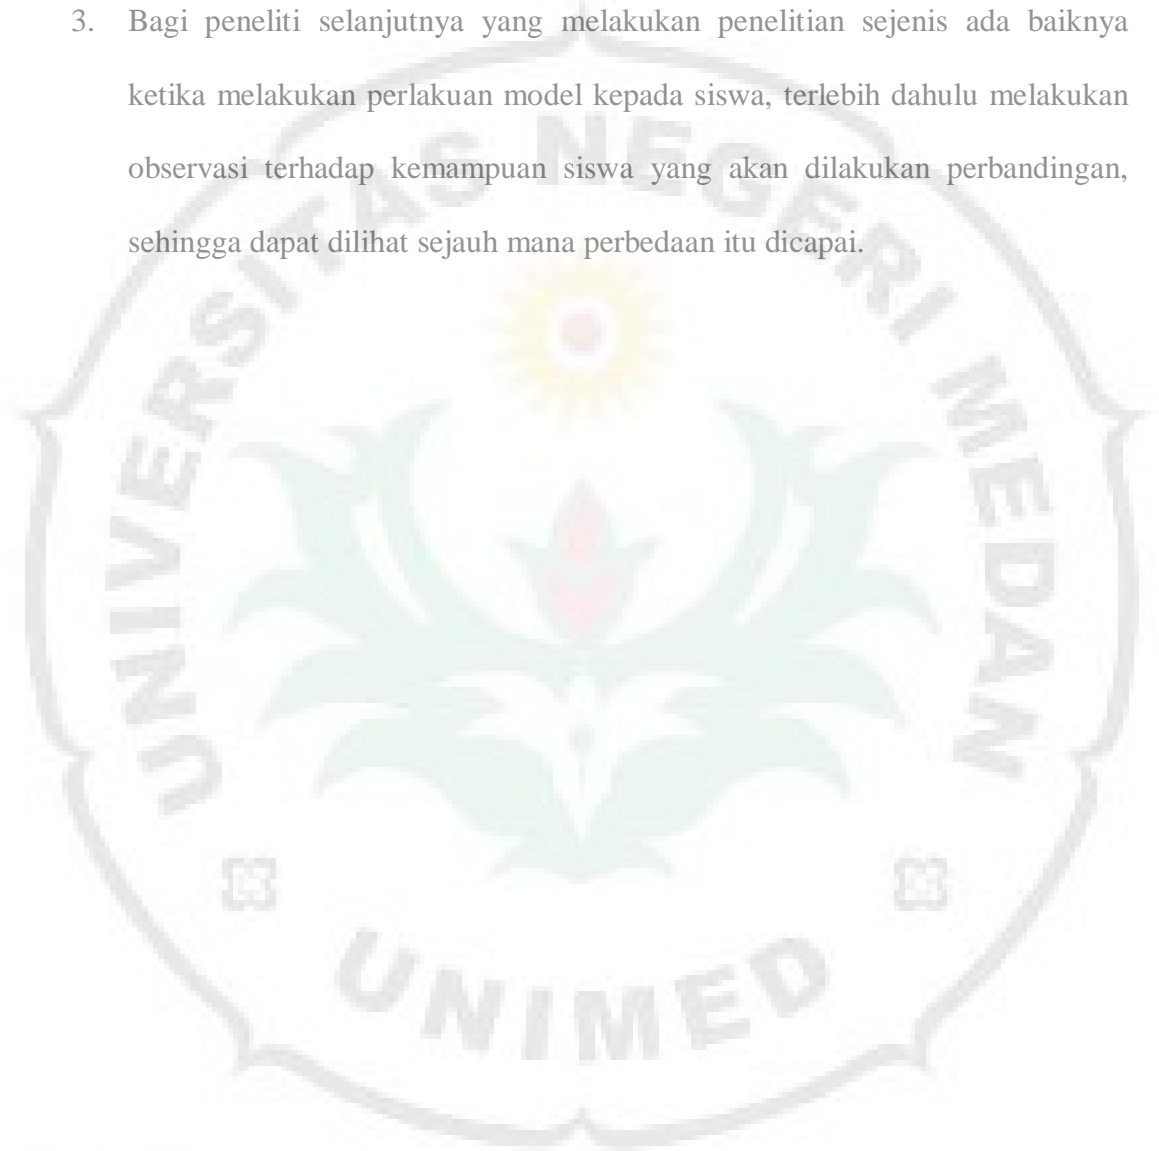 3. Bagi peneliti selanjutnya yang melakukan penelitian sejenis ada baiknya
ketika melakukan perlakuan model kepada siswa, terlebih dahulu melakukan
observasi terhadap kemampuan siswa yang akan dilakukan perbandingan,
sehingga dapat dilihat sejauh mana perbedaan itu dicapai.
UNIVERSITAS NEGERI MEDAN
UNIMED